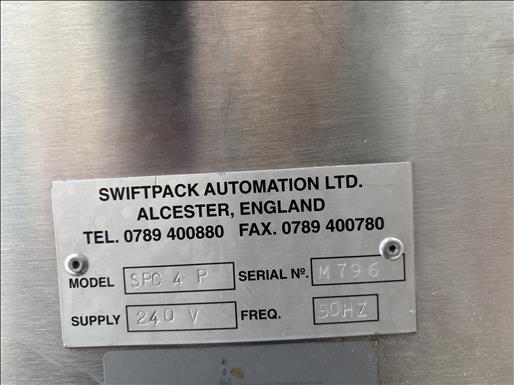 SWIFTPACK AUTOMATION LTD.
ALCESTER, ENGLAND
TEL. 0789 400880 FAX. 0789 400780
MODEL SPC 4 P SERIAL Nº. M796
SUPPLY 240 V FREQ. 50HZ